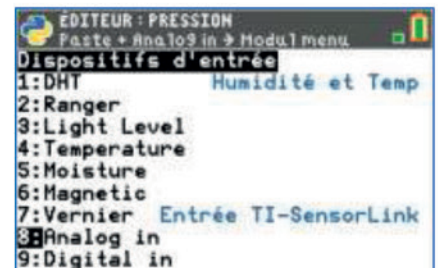 ÉDITEUR : PRESSION
Paste + Analog in → Modul menu
Dispositifs d'entrée
1:DHT Humidité et Temp
2:Ranger
3:Light Level
4:Temperature
5:Moisture
6:Magnetic
7:Vernier Entrée TI-SensorLink
8:Analog in
9:Digital in